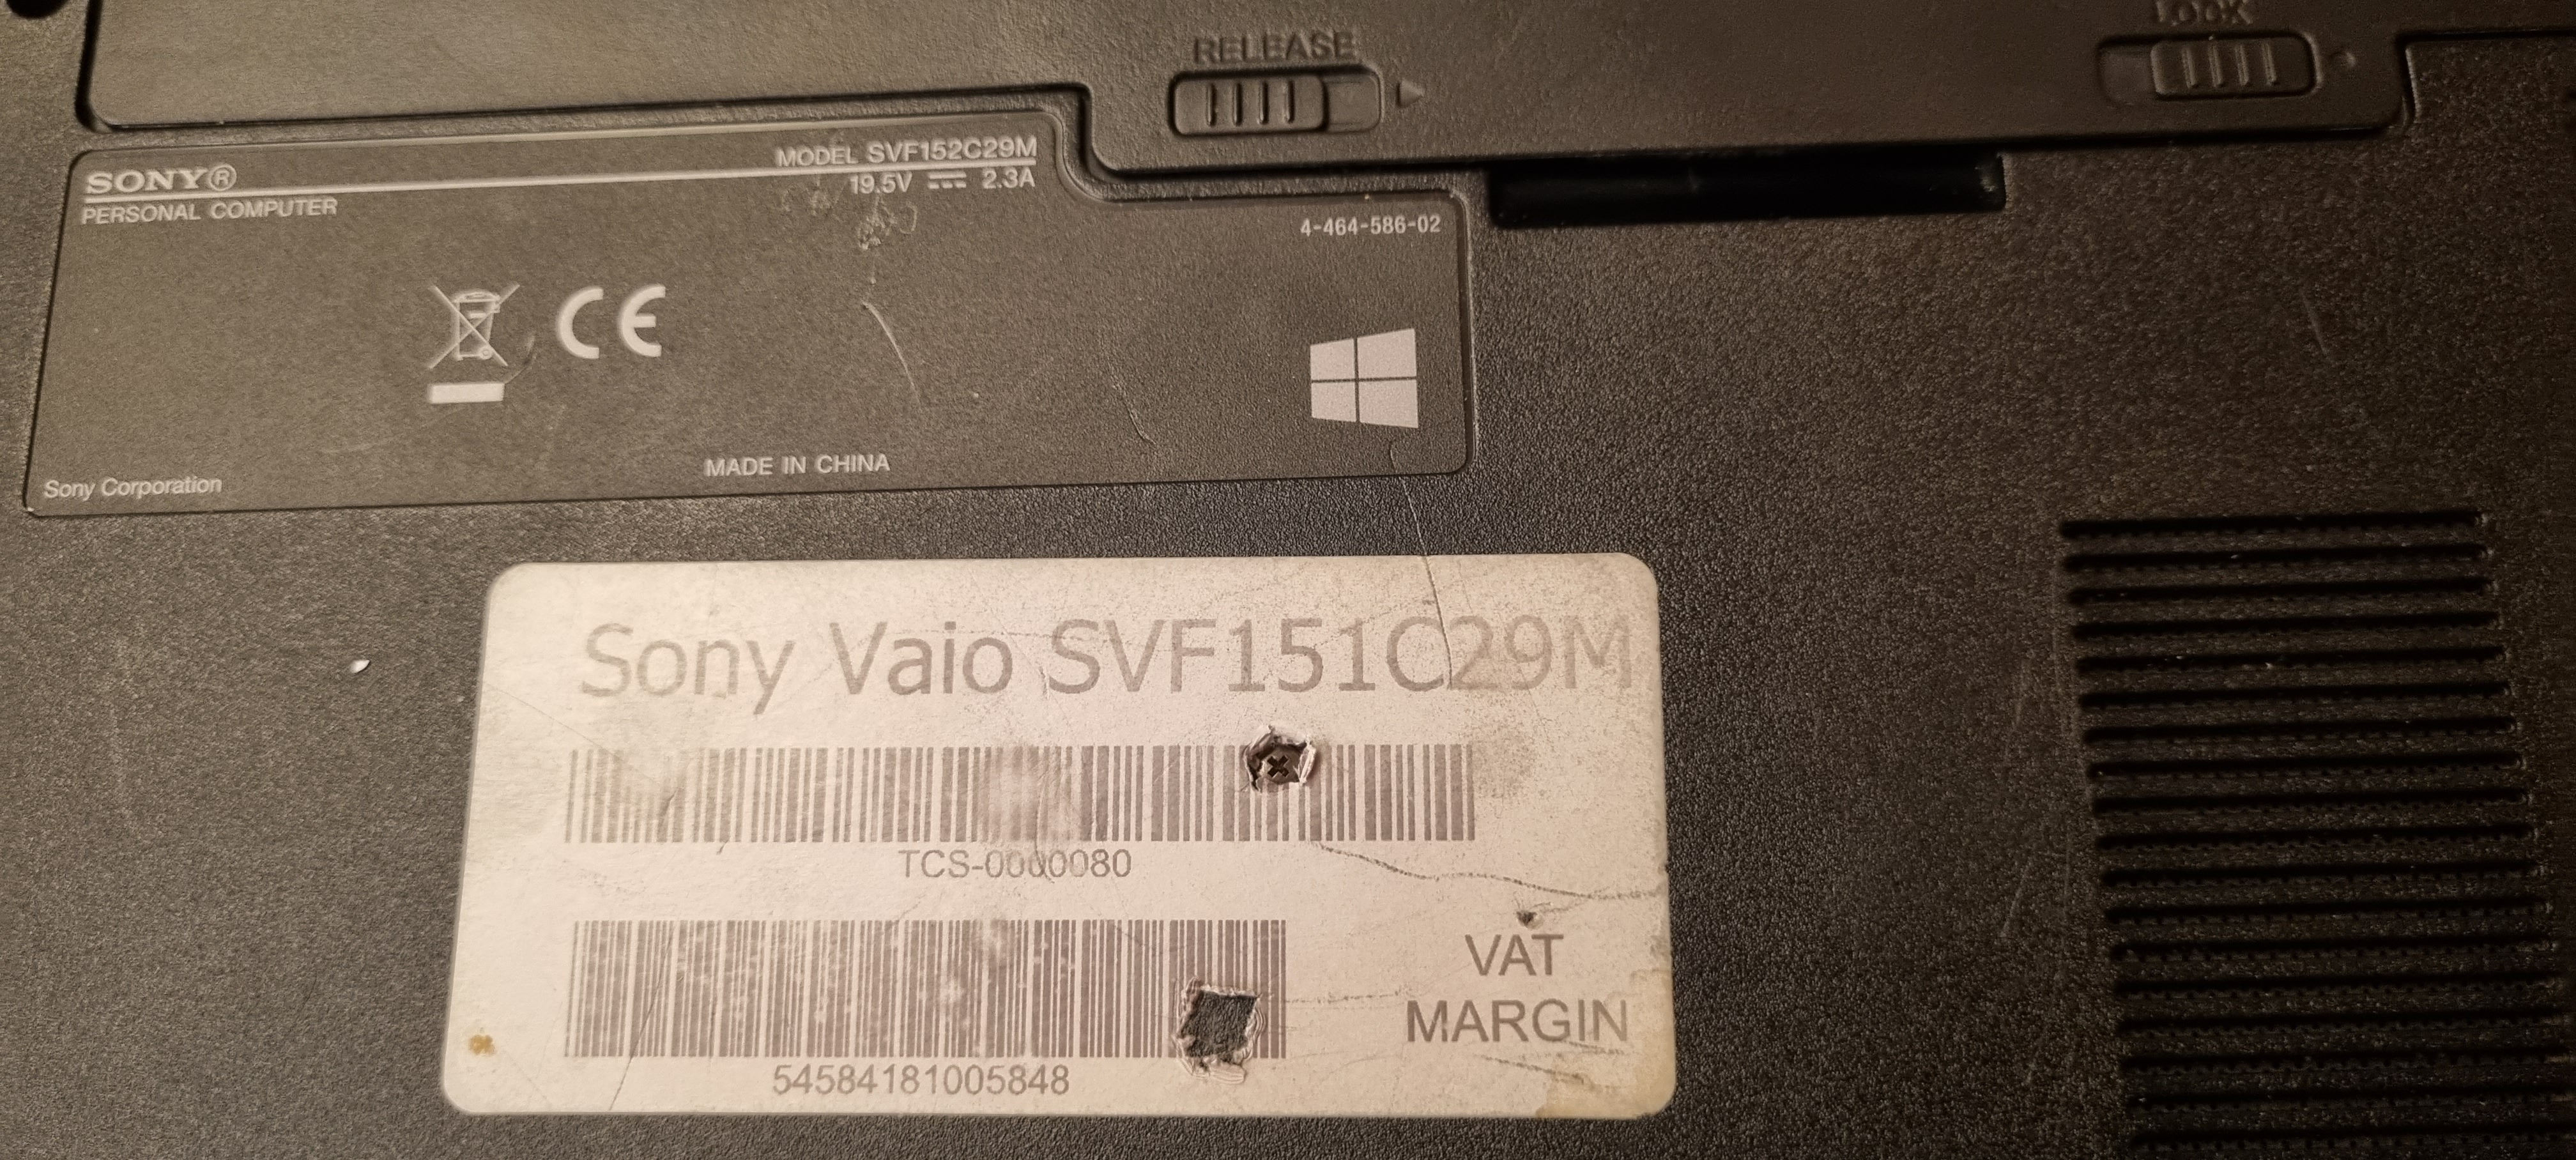 RELEASE
LOCK
SONY®
MODEL SVF152C29M
19.5V ⎓ 2.3A
PERSONAL COMPUTER
4-464-586-02
CE
MADE IN CHINA
Sony Corporation
Sony Vaio SVF151C29M
TCS-0000080
VAT
MARGIN
54584181005848